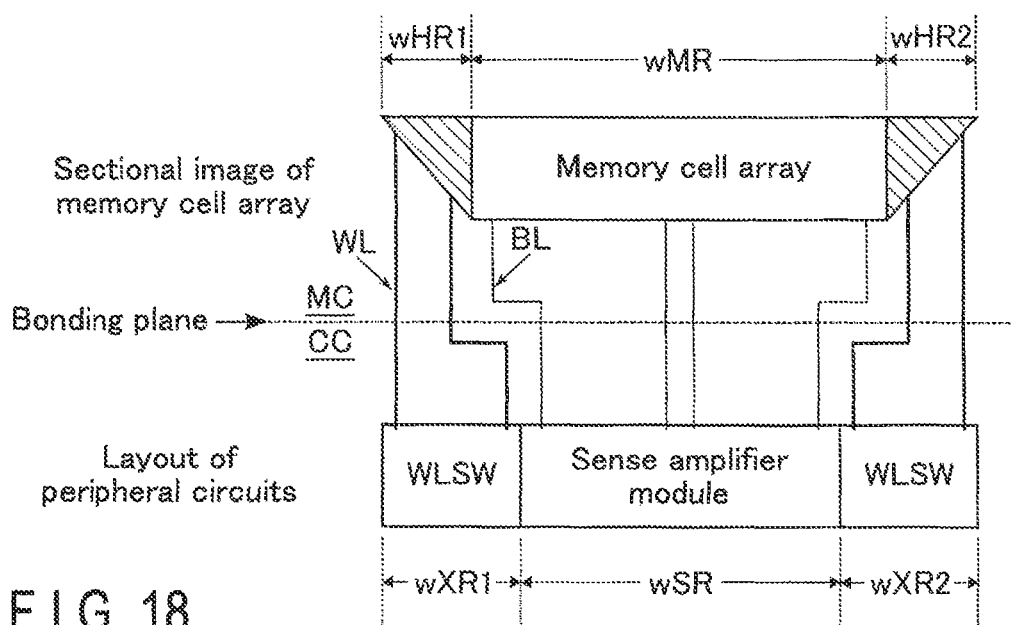 wHR1
wMR
wHR2
Sectional image of
memory cell array
Memory cell array
WL
BL
MC
Bonding plane
CC
Layout of
peripheral circuits
WLSW
Sense amplifier
module
WLSW
wXR1
wSR
wXR2
FIG. 18